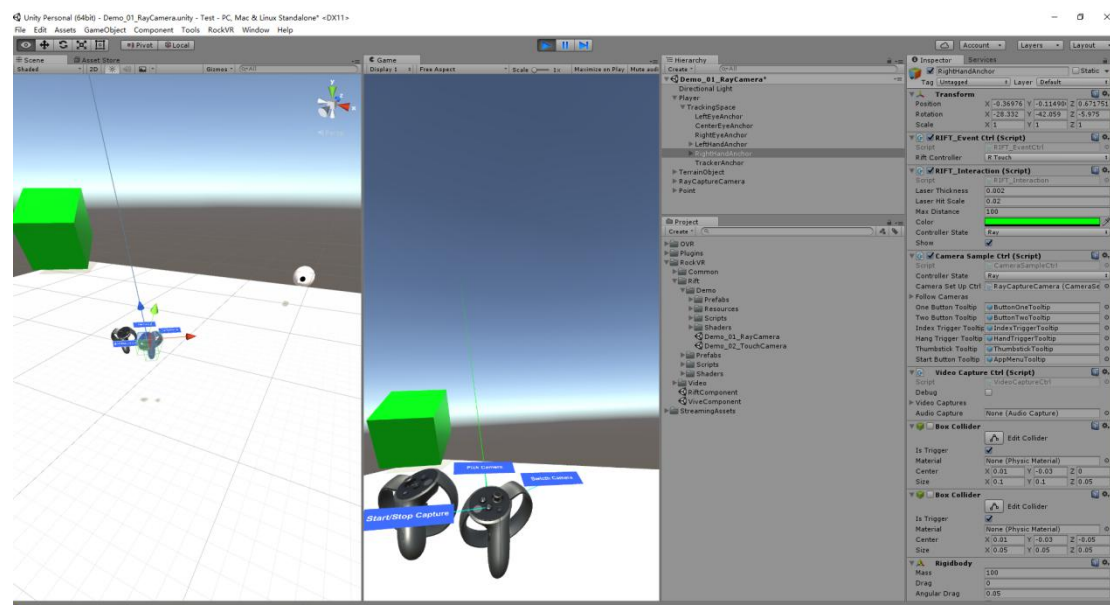 Unity Personal (64bit) - Demo_01_RayCamera.unity - Test - PC, Mac & Linux Standalone* <DX11>
File Edit Assets GameObject Component Tools RockVR Window Help
Pivot Local Account Layers Layout
Scene Asset Store
Shaded 2D Gizmos All
Game
Display 1 Free Aspect Scale 1x Maximise on Play Mute audi
Pick Camera
Switch Camera
Start/Stop Capture
Hierarchy
Create All
Demo_01_RayCamera*
Directional Light
Player
TrackingSpace
LeftEyeAnchor
CenterEyeAnchor
RightEyeAnchor
LeftHandAnchor
RightHandAnchor
TrackerAnchor
TerrainObject
RayCaptureCamera
Point
Project
Create
OVR
Plugins
RockVR
Common
Rift
Demo
Prefabs
Resources
Scripts
Shaders
Demo_01_RayCamera
Demo_02_TouchCamera
Prefabs
Scripts
Shaders
Video
RiftComponent
ViveComponent
StreamingAssets
Inspector Services
RightHandAnchor Static
Tag Untagged Layer Default
Transform
Position X -0.36976 Y -0.11490 Z 0.671751
Rotation X -28.332 Y -42.059 Z -5.975
Scale X 1 Y 1 Z 1
RIFT_Event Ctrl (Script)
Script RIFT_EventCtrl
Rift Controller R Touch
RIFT_Interaction (Script)
Script RIFT_Interaction
Laser Thickness 0.002
Laser Hit Scale 0.02
Max Distance 100
Color
Controller State Ray
Show
Camera Sample Ctrl (Script)
Script CameraSampleCtrl
Controller State Ray
Camera Set Up Ctrl RayCaptureCamera (CameraSe
Follow Cameras
One Button Tooltip ButtonOneTooltip
Two Button Tooltip ButtonTwoTooltip
Index Trigger Tooltip IndexTriggerTooltip
Hang Trigger Tooltip HandTriggerTooltip
Thumbstick Tooltip ThumbstickTooltip
Start Button Tooltip AppMenuTooltip
Video Capture Ctrl (Script)
Script VideoCaptureCtrl
Debug
Video Captures
Audio Capture None (Audio Capture)
Box Collider
Edit Collider
Is Trigger
Material None (Physic Material)
Center X 0.01 Y -0.03 Z 0
Size X 0.1 Y 0.1 Z 0.05
Box Collider
Edit Collider
Is Trigger
Material None (Physic Material)
Center X 0.01 Y -0.03 Z -0.05
Size X 0.05 Y 0.05 Z 0.05
Rigidbody
Mass 100
Drag 0
Angular Drag 0.05